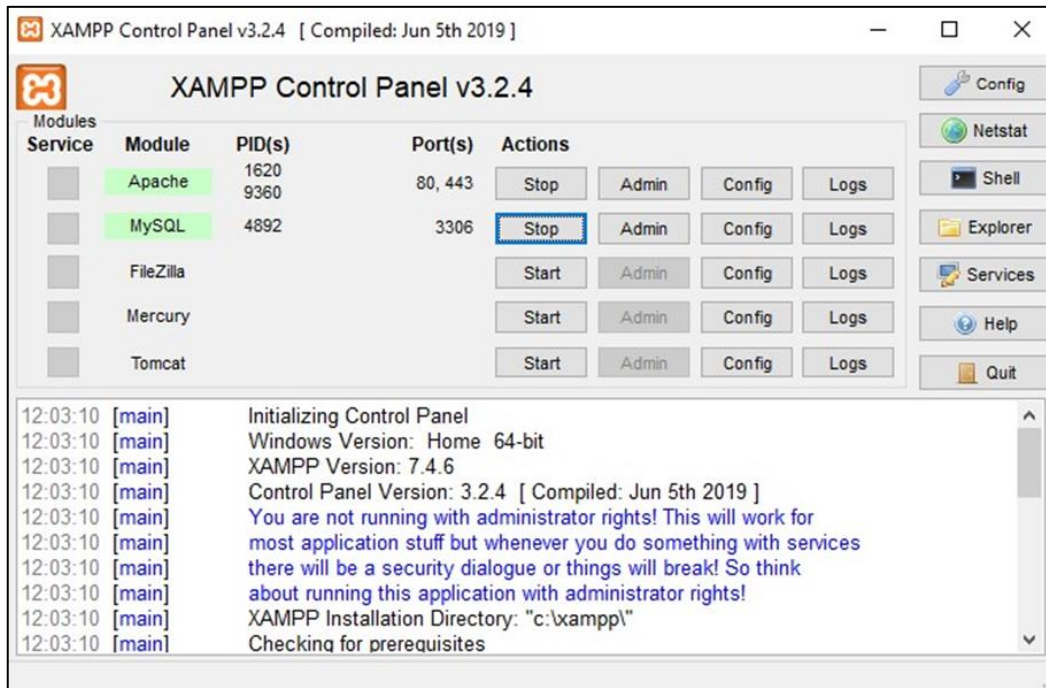 XAMPP Control Panel v3.2.4 [ Compiled: Jun 5th 2019 ]
XAMPP Control Panel v3.2.4
Config
Modules
Service Module PID(s) Port(s) Actions
Netstat
Apache 1620 9360 80, 443 Stop Admin Config Logs
Shell
MySQL 4892 3306 Stop Admin Config Logs
Explorer
FileZilla Start Admin Config Logs
Services
Mercury Start Admin Config Logs
Help
Tomcat Start Admin Config Logs
Quit
12:03:10 [main] Initializing Control Panel
12:03:10 [main] Windows Version: Home 64-bit
12:03:10 [main] XAMPP Version: 7.4.6
12:03:10 [main] Control Panel Version: 3.2.4 [ Compiled: Jun 5th 2019 ]
12:03:10 [main] You are not running with administrator rights! This will work for
12:03:10 [main] most application stuff but whenever you do something with services
12:03:10 [main] there will be a security dialogue or things will break! So think
12:03:10 [main] about running this application with administrator rights!
12:03:10 [main] XAMPP Installation Directory: "c:\xampp\"
12:03:10 [main] Checking for prerequisites